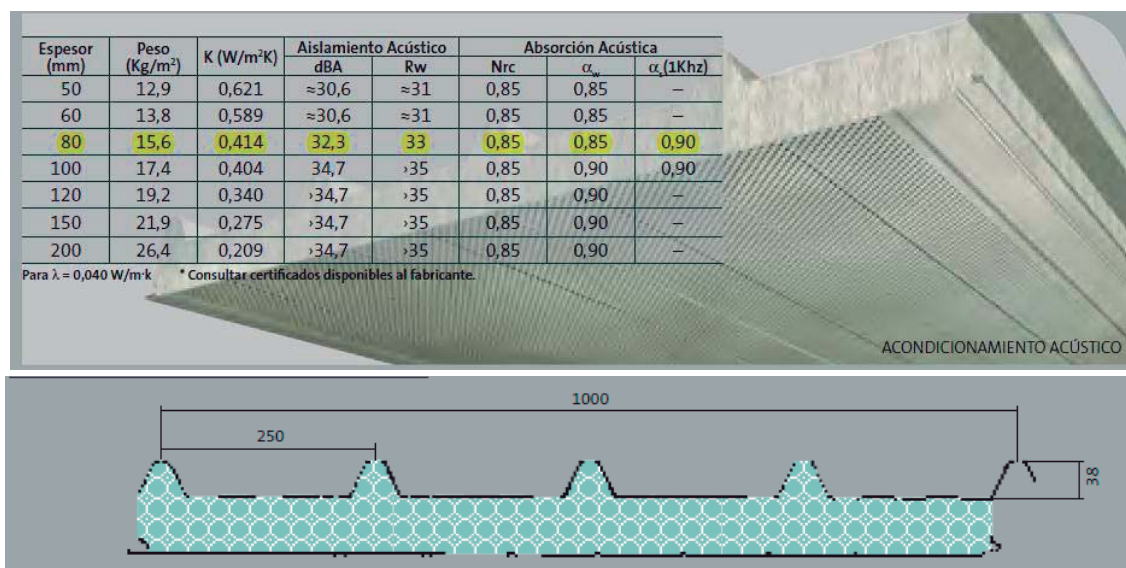 Espesor (mm) Peso (Kg/m²) K (W/m²K) Aislamiento Acústico Absorción Acústica
dBA Rw Nrc αw αs(1Khz)
50 12,9 0,621 ≈30,6 ≈31 0,85 0,85 –
60 13,8 0,589 ≈30,6 ≈31 0,85 0,85 –
80 15,6 0,414 32,3 33 0,85 0,85 0,90
100 17,4 0,404 34,7 ›35 0,85 0,90 0,90
120 19,2 0,340 ›34,7 ›35 0,85 0,90 –
150 21,9 0,275 ›34,7 ›35 0,85 0,90 –
200 26,4 0,209 ›34,7 ›35 0,85 0,90 –
Para λ = 0,040 W/m·k * Consultar certificados disponibles al fabricante.
ACONDICIONAMIENTO ACÚSTICO
1000
250
38